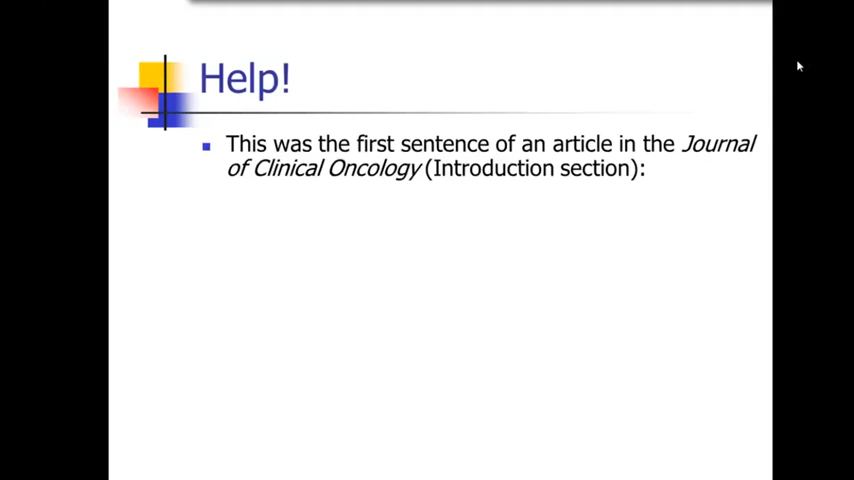 Help!
This was the first sentence of an article in the Journal
of Clinical Oncology (Introduction section):